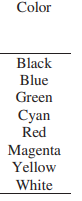 Color
Black
Blue
Green
Cyan
Red
Magenta
Yellow
White